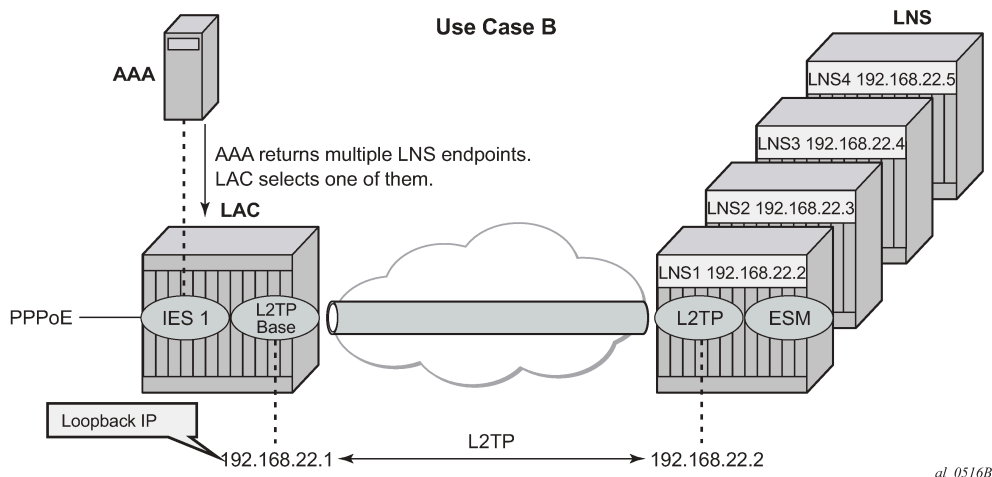 Use Case B
LNS
AAA
LNS4 192.168.22.5
LNS3 192.168.22.4
AAA returns multiple LNS endpoints.
LAC selects one of them.
LAC
LNS2 192.168.22.3
LNS1 192.168.22.2
PPPoE
IES 1
L2TP
Base
L2TP
ESM
Loopback IP
L2TP
192.168.22.1
192.168.22.2
al_0516B